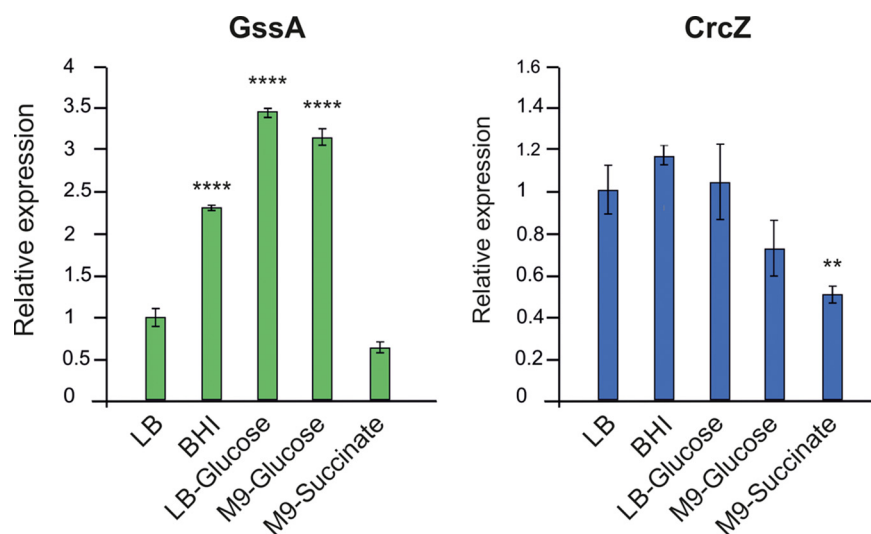 GssA
Relative expression
4
3.5
3
2.5
2
1.5
1
0.5
0
****
****
****
LB
BHI
LB-Glucose
M9-Glucose
M9-Succinate
CrcZ
Relative expression
1.6
1.4
1.2
1
0.8
0.6
0.4
0.2
0
**
LB
BHI
LB-Glucose
M9-Glucose
M9-Succinate